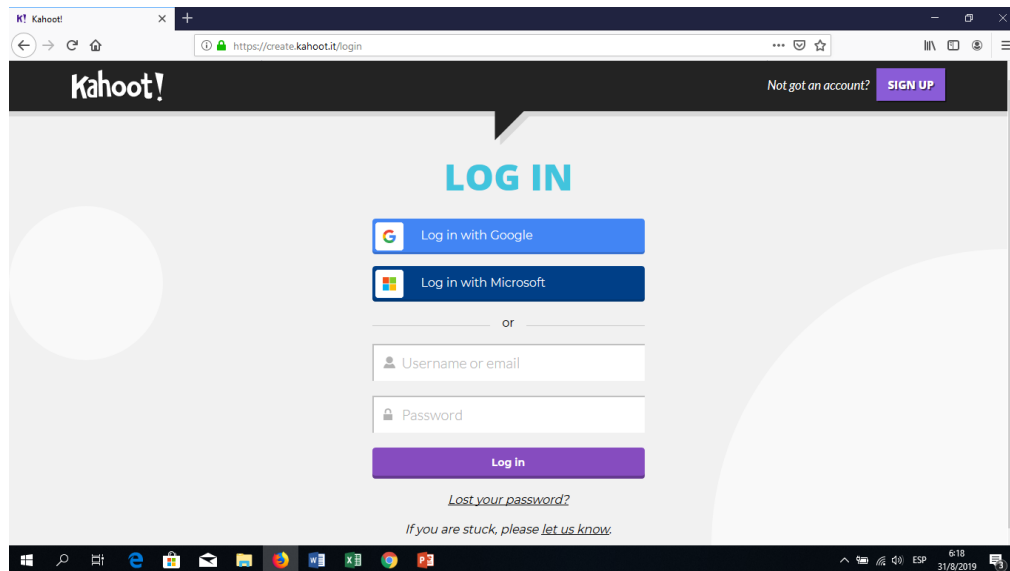 K! Kahoot!
https://create.kahoot.it/login
Kahoot!
Not got an account? SIGN UP
LOG IN
Log in with Google
Log in with Microsoft
or
Username or email
Password
Log in
Lost your password?
If you are stuck, please let us know.
ESP
6:18
31/8/2019